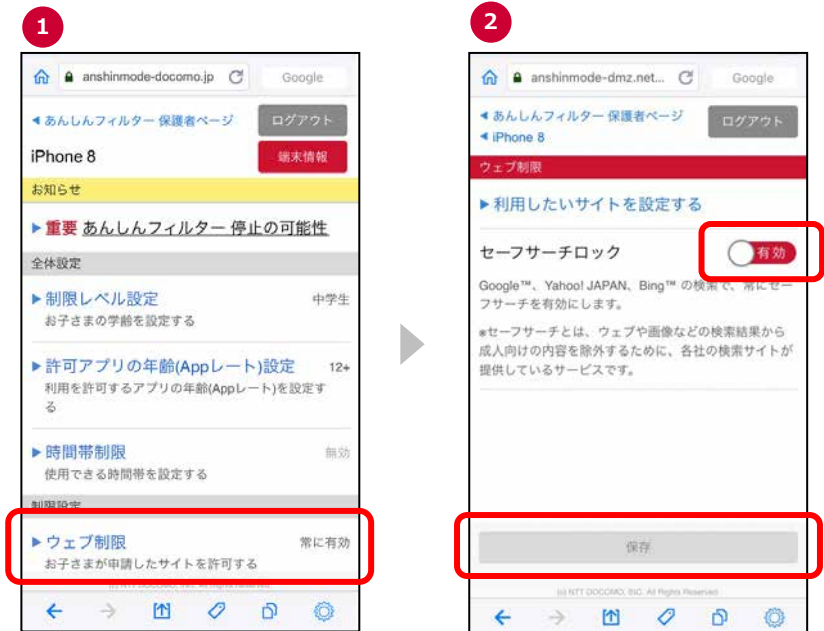 1
anshinmode-docomo.jp
Google
あんしんフィルター 保護者ページ
ログアウト
iPhone 8
端末情報
お知らせ
重要 あんしんフィルター 停止の可能性
全体設定
制限レベル設定
中学生
お子さまの学齢を設定する
許可アプリの年齢(Appレート)設定
12+
利用を許可するアプリの年齢(Appレート)を設定す
る
時間帯制限
無効
使用できる時間帯を設定する
制限設定
ウェブ制限
常に有効
お子さまが申請したサイトを許可する
2
anshinmode-dmz.net...
Google
あんしんフィルター 保護者ページ
ログアウト
iPhone 8
ウェブ制限
利用したいサイトを設定する
セーフサーチロック
有効
Google™、Yahoo! JAPAN、Bing™ の検索で、常にセー
フサーチを有効にします。
※セーフサーチとは、ウェブや画像などの検索結果から
成人向けの内容を除外するために、各社の検索サイトが
提供しているサービスです。
保存
(c) NTT DOCOMO, INC. All Rights Reserved.